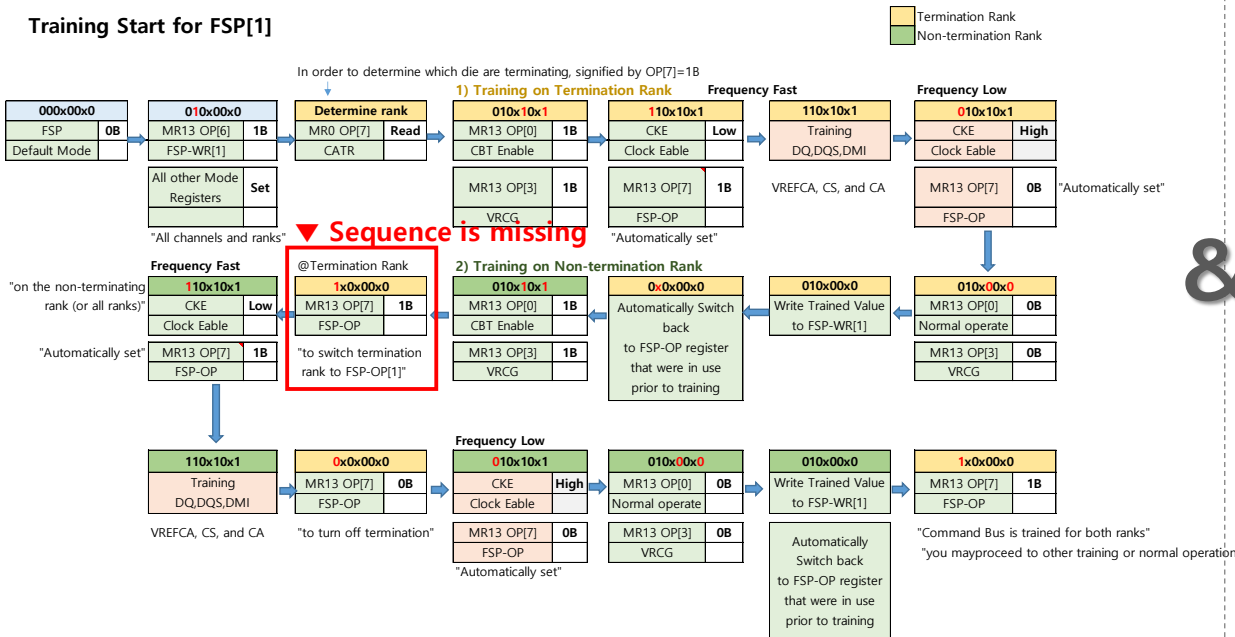 Training Start for FSP[1]
Termination Rank
Non-termination Rank
In order to determine which die are terminating, signified by OP[7]=1B
1) Training on Termination Rank
Frequency Fast
Frequency Low
000x00x0
FSP 0B
Default Mode
010x00x0
MR13 OP[6] 1B
FSP-WR[1]
All other Mode
Registers
Set
"All channels and ranks"
Determine rank
MR0 OP[7] Read
CATR
010x10x1
MR13 OP[0] 1B
CBT Enable
MR13 OP[3] 1B
VRCG
110x10x1
CKE Low
Clock Eable
MR13 OP[7] 1B
FSP-OP
"Automatically set"
110x10x1
Training
DQ,DQS,DMI
VREFCA, CS, and CA
010x10x1
CKE High
Clock Eable
MR13 OP[7] 0B
FSP-OP
"Automatically set"
▼ Sequence is missing
Frequency Fast
"on the non-terminating
rank (or all ranks)"
110x10x1
CKE Low
Clock Eable
"Automatically set"
MR13 OP[7] 1B
FSP-OP
@Termination Rank
1x0x00x0
MR13 OP[7] 1B
FSP-OP
"to switch termination
rank to FSP-OP[1]"
2) Training on Non-termination Rank
010x10x1
MR13 OP[0] 1B
CBT Enable
MR13 OP[3] 1B
VRCG
0x0x00x0
Automatically Switch
back
to FSP-OP register
that were in use
prior to training
010x00x0
Write Trained Value
to FSP-WR[1]
010x00x0
MR13 OP[0] 0B
Normal operate
MR13 OP[3] 0B
VRCG
&
Frequency Low
110x10x1
Training
DQ,DQS,DMI
VREFCA, CS, and CA
0x0x00x0
MR13 OP[7] 0B
FSP-OP
"to turn off termination"
010x10x1
CKE High
Clock Eable
MR13 OP[7] 0B
FSP-OP
"Automatically set"
010x00x0
MR13 OP[0] 0B
Normal operate
MR13 OP[3] 0B
VRCG
010x00x0
Write Trained Value
to FSP-WR[1]
Automatically
Switch back
to FSP-OP register
that were in use
prior to training
1x0x00x0
MR13 OP[7] 1B
FSP-OP
"Command Bus is trained for both ranks"
"you mayproceed to other training or normal operation